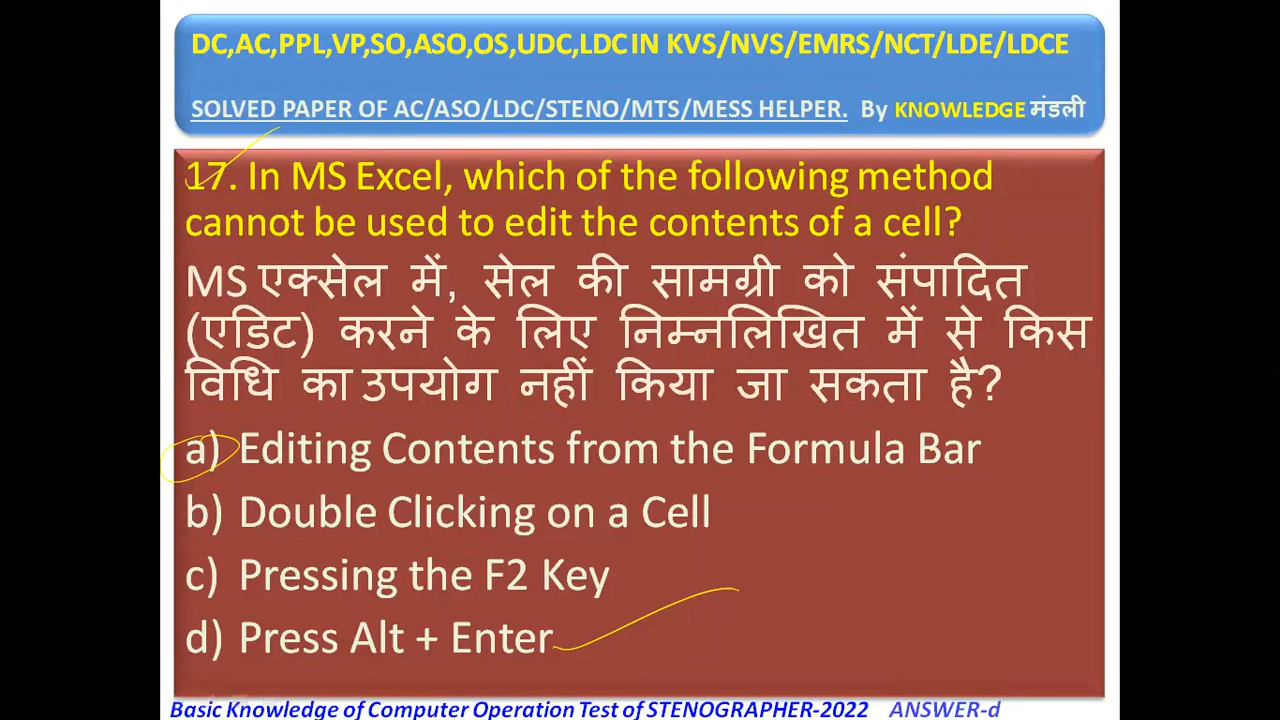 DC,AC,PPL,VP,SO,ASO,OS,UDC,LDC IN KVS/NVS/EMRS/NCT/LDE/LDCE
SOLVED PAPER OF AC/ASO/LDC/STENO/MTS/MESS HELPER. By KNOWLEDGE मंडली
17. In MS Excel, which of the following method
cannot be used to edit the contents of a cell?
MS एक्सेल में, सेल की सामग्री को संपादित
(एडिट) करने के लिए निम्नलिखित में से किस
विधि का उपयोग नहीं किया जा सकता है?
a) Editing Contents from the Formula Bar
b) Double Clicking on a Cell
c) Pressing the F2 Key
d) Press Alt + Enter
Basic Knowledge of Computer Operation Test of STENOGRAPHER-2022 ANSWER-d